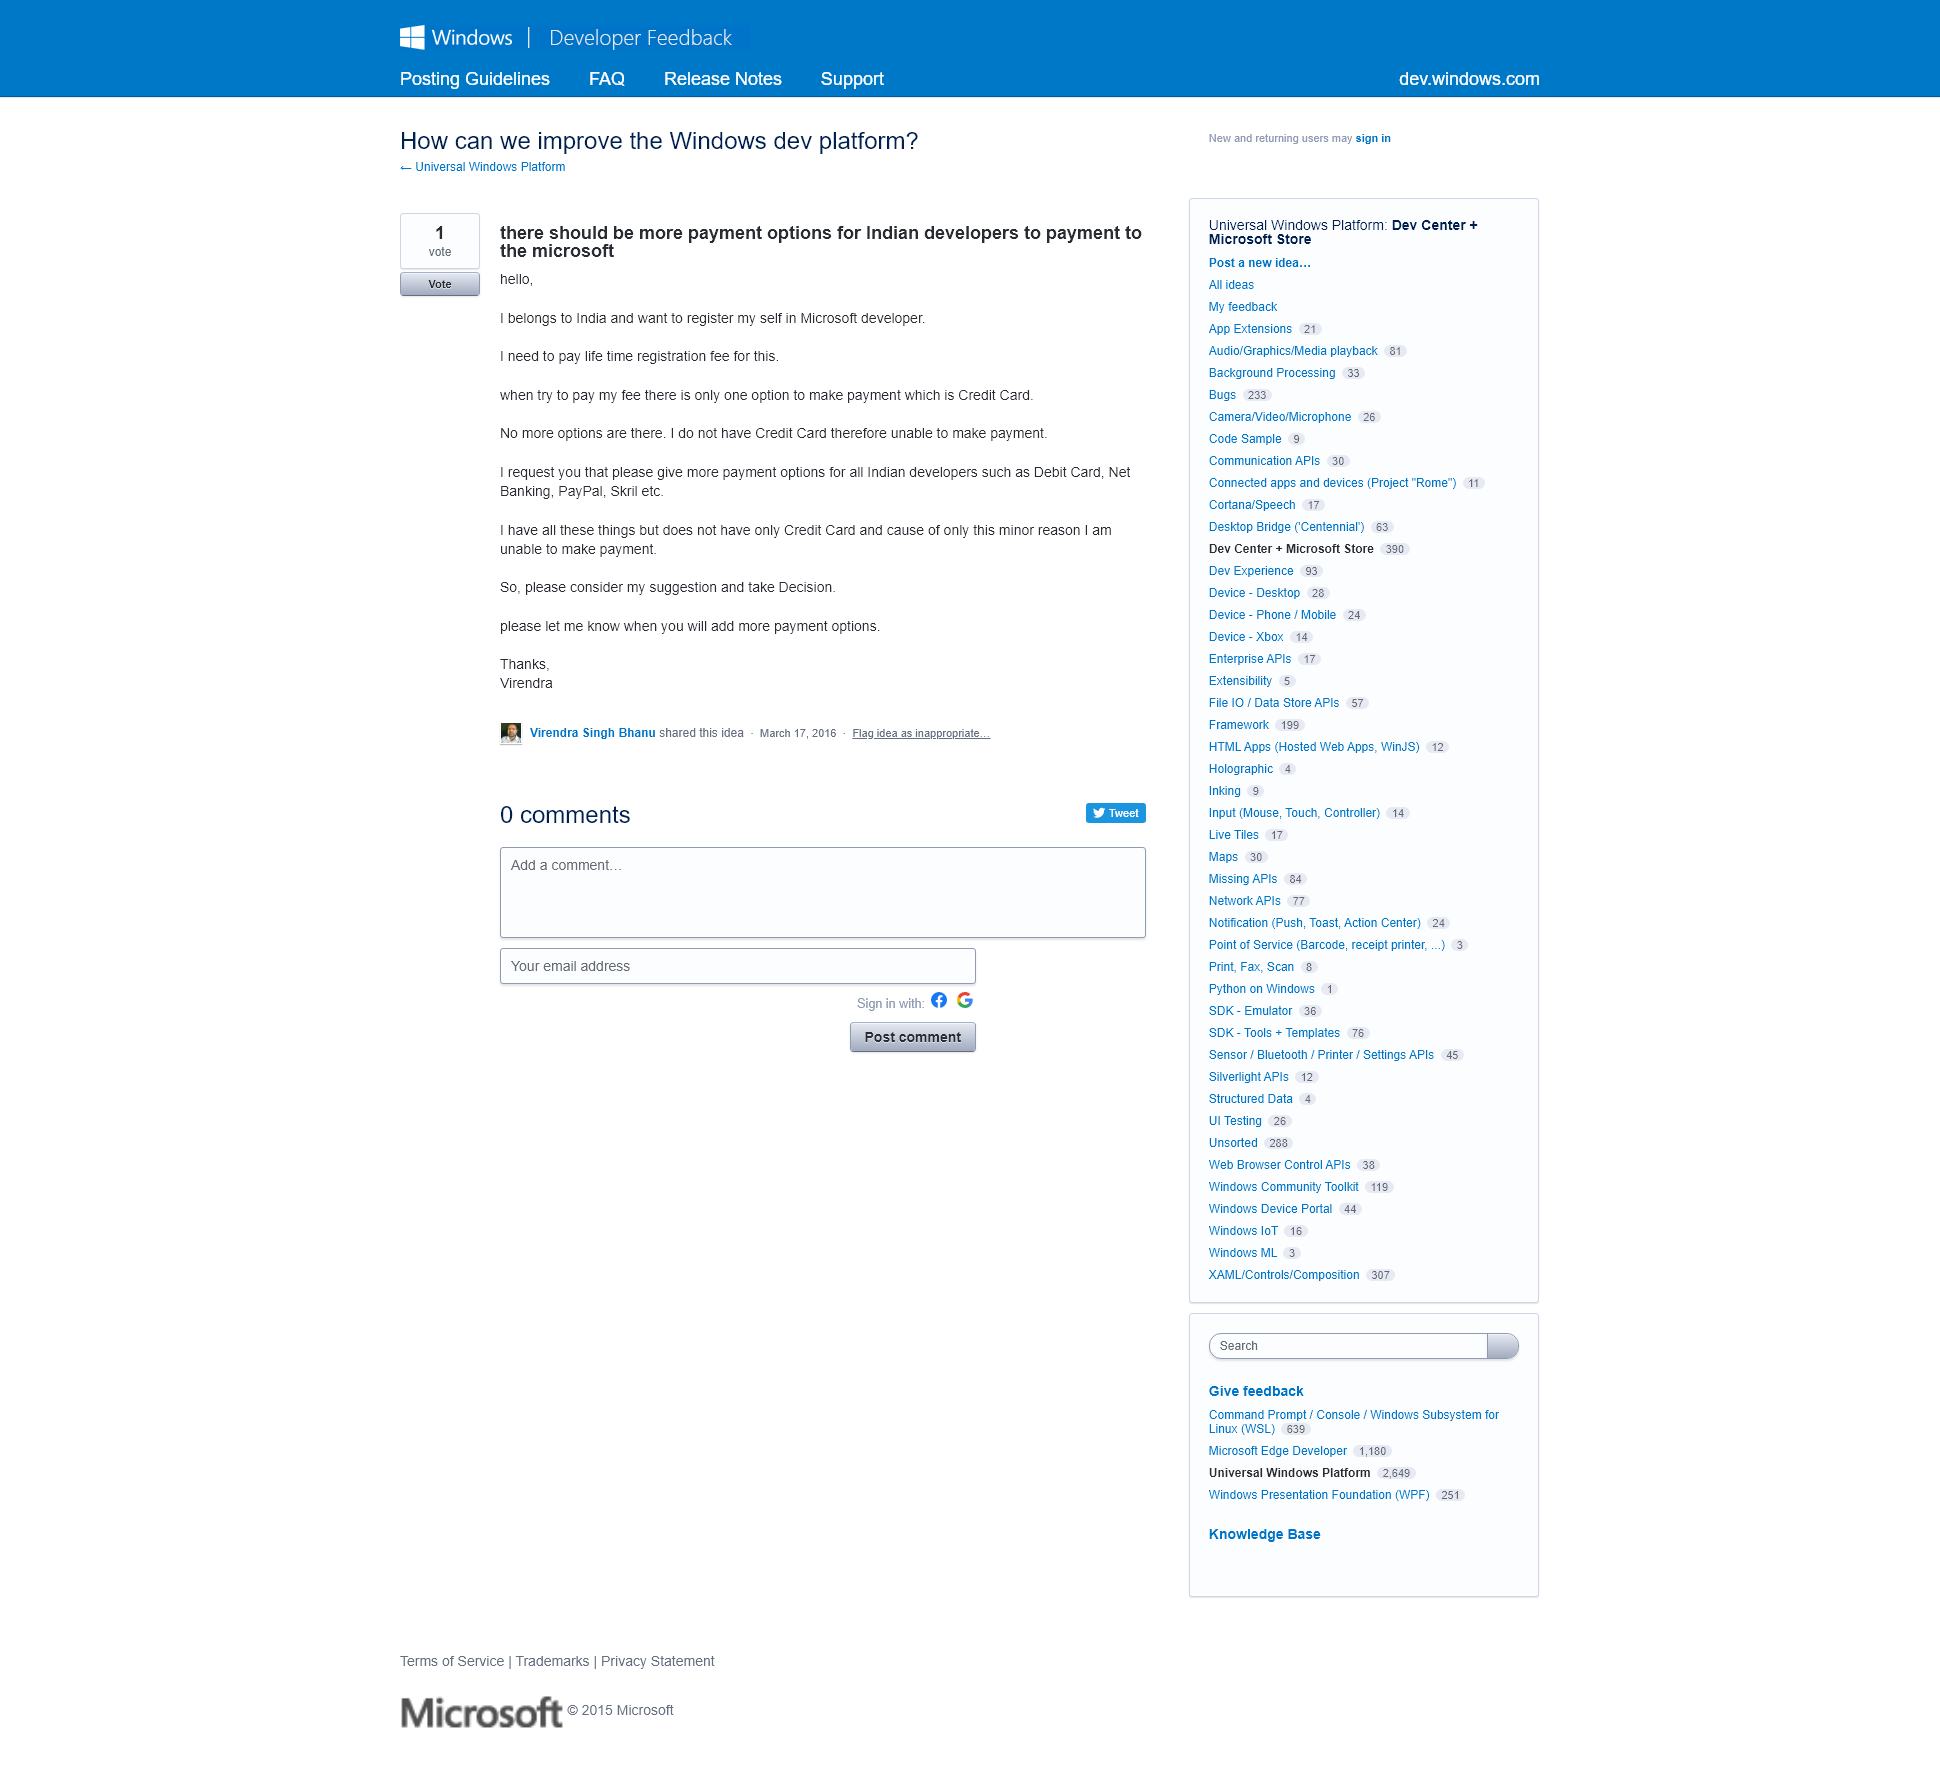 Windows | Developer Feedback
Posting Guidelines FAQ Release Notes Support dev.windows.com
How can we improve the Windows dev platform?
← Universal Windows Platform
New and returning users may sign in
1
vote
Vote
there should be more payment options for Indian developers to payment to
the microsoft
hello,
I belongs to India and want to register my self in Microsoft developer.
I need to pay life time registration fee for this.
when try to pay my fee there is only one option to make payment which is Credit Card.
No more options are there. I do not have Credit Card therefore unable to make payment.
I request you that please give more payment options for all Indian developers such as Debit Card, Net
Banking, PayPal, Skril etc.
I have all these things but does not have only Credit Card and cause of only this minor reason I am
unable to make payment.
So, please consider my suggestion and take Decision.
please let me know when you will add more payment options.
Thanks,
Virendra
Virendra Singh Bhanu shared this idea · March 17, 2016 · Flag idea as inappropriate…
0 comments
Tweet
Add a comment…
Your email address
Sign in with:
Post comment
Universal Windows Platform: Dev Center +
Microsoft Store
Post a new idea…
All ideas
My feedback
App Extensions 21
Audio/Graphics/Media playback 81
Background Processing 33
Bugs 233
Camera/Video/Microphone 26
Code Sample 9
Communication APIs 30
Connected apps and devices (Project "Rome") 11
Cortana/Speech 17
Desktop Bridge ('Centennial') 63
Dev Center + Microsoft Store 390
Dev Experience 93
Device - Desktop 28
Device - Phone / Mobile 24
Device - Xbox 14
Enterprise APIs 17
Extensibility 5
File IO / Data Store APIs 57
Framework 199
HTML Apps (Hosted Web Apps, WinJS) 12
Holographic 4
Inking 9
Input (Mouse, Touch, Controller) 14
Live Tiles 17
Maps 30
Missing APIs 84
Network APIs 77
Notification (Push, Toast, Action Center) 24
Point of Service (Barcode, receipt printer, ...) 3
Print, Fax, Scan 8
Python on Windows 1
SDK - Emulator 36
SDK - Tools + Templates 76
Sensor / Bluetooth / Printer / Settings APIs 45
Silverlight APIs 12
Structured Data 4
UI Testing 26
Unsorted 288
Web Browser Control APIs 38
Windows Community Toolkit 119
Windows Device Portal 44
Windows IoT 16
Windows ML 3
XAML/Controls/Composition 307
Search
Give feedback
Command Prompt / Console / Windows Subsystem for
Linux (WSL) 639
Microsoft Edge Developer 1,180
Universal Windows Platform 2,649
Windows Presentation Foundation (WPF) 251
Knowledge Base
Terms of Service | Trademarks | Privacy Statement
Microsoft © 2015 Microsoft